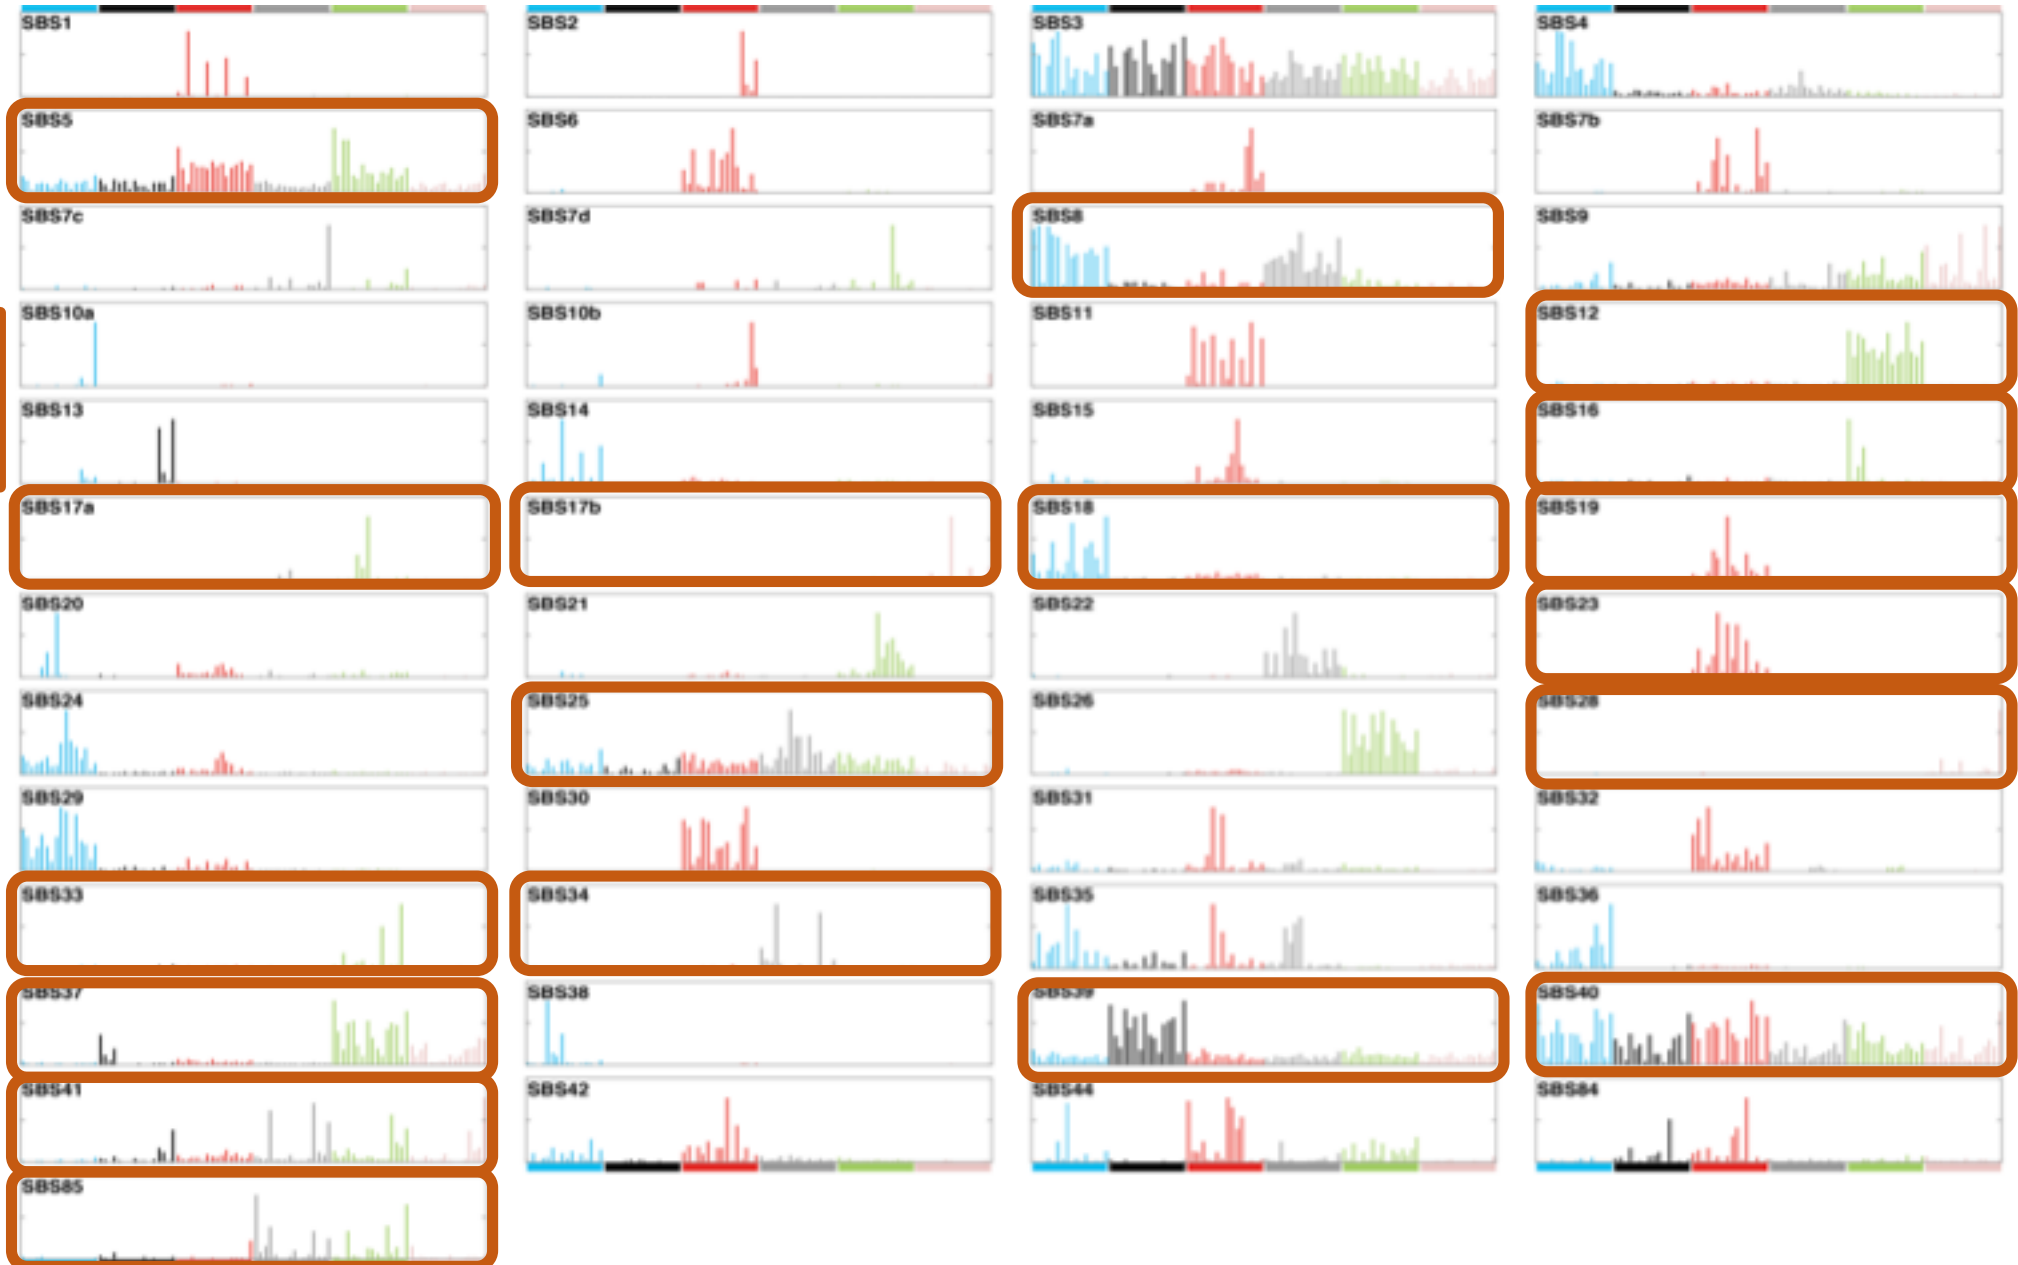 SBS1 SBS2 SBS3 SBS4
SBS5 SBS6 SBS7a SBS7b
SBS7c SBS7d SBS8 SBS9
SBS10a SBS10b SBS11 SBS12
SBS13 SBS14 SBS15 SBS16
SBS17a SBS17b SBS18 SBS19
SBS20 SBS21 SBS22 SBS23
SBS24 SBS25 SBS26 SBS28
SBS29 SBS30 SBS31 SBS32
SBS33 SBS34 SBS35 SBS36
SBS37 SBS38 SBS39 SBS40
SBS41 SBS42 SBS44 SBS84
SBS85